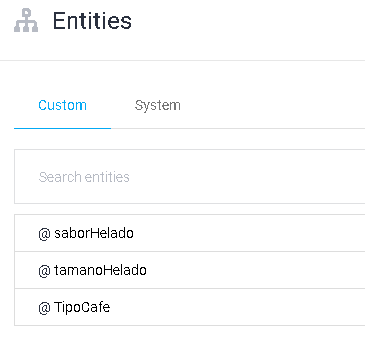 Entities
Custom System
Search entities
@ saborHelado
@ tamanoHelado
@ TipoCafe